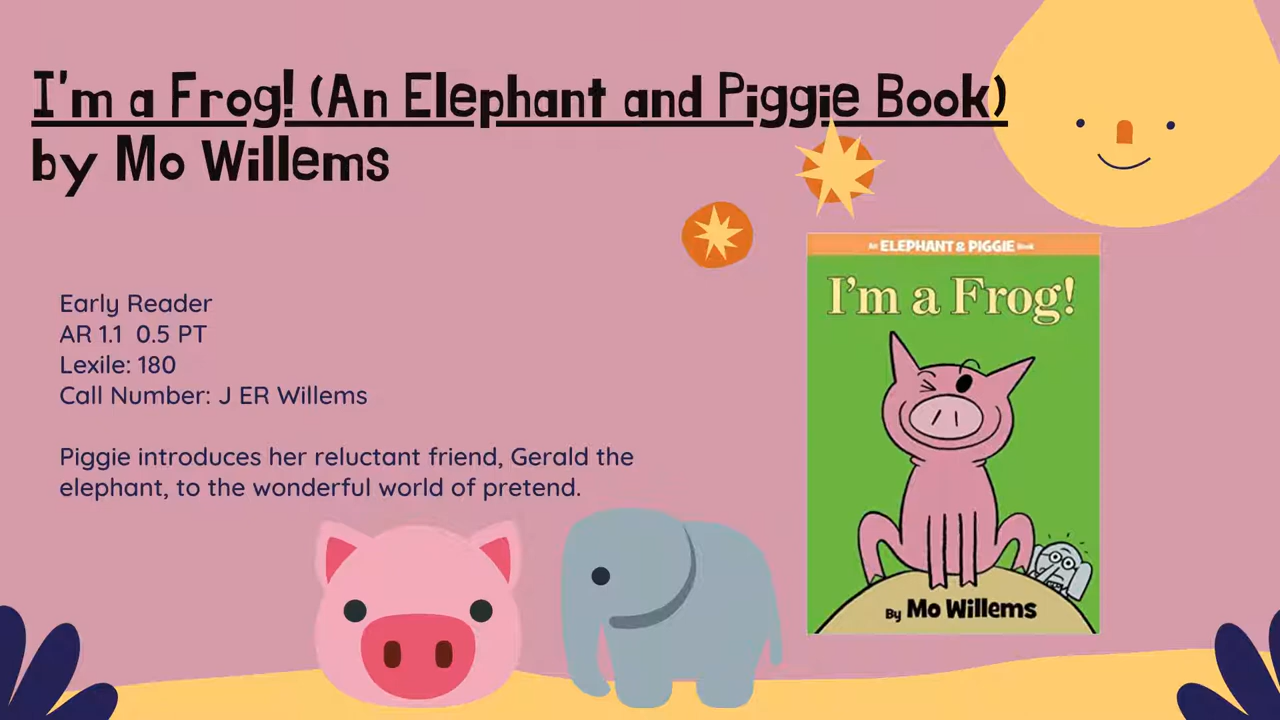 I'm a Frog! (An Elephant and Piggie Book)
by Mo Willems
Early Reader
AR 1.1  0.5 PT
Lexile: 180
Call Number: J ER Willems
Piggie introduces her reluctant friend, Gerald the
elephant, to the wonderful world of pretend.
An ELEPHANT & PIGGIE Book
I'm a Frog!
By Mo Willems